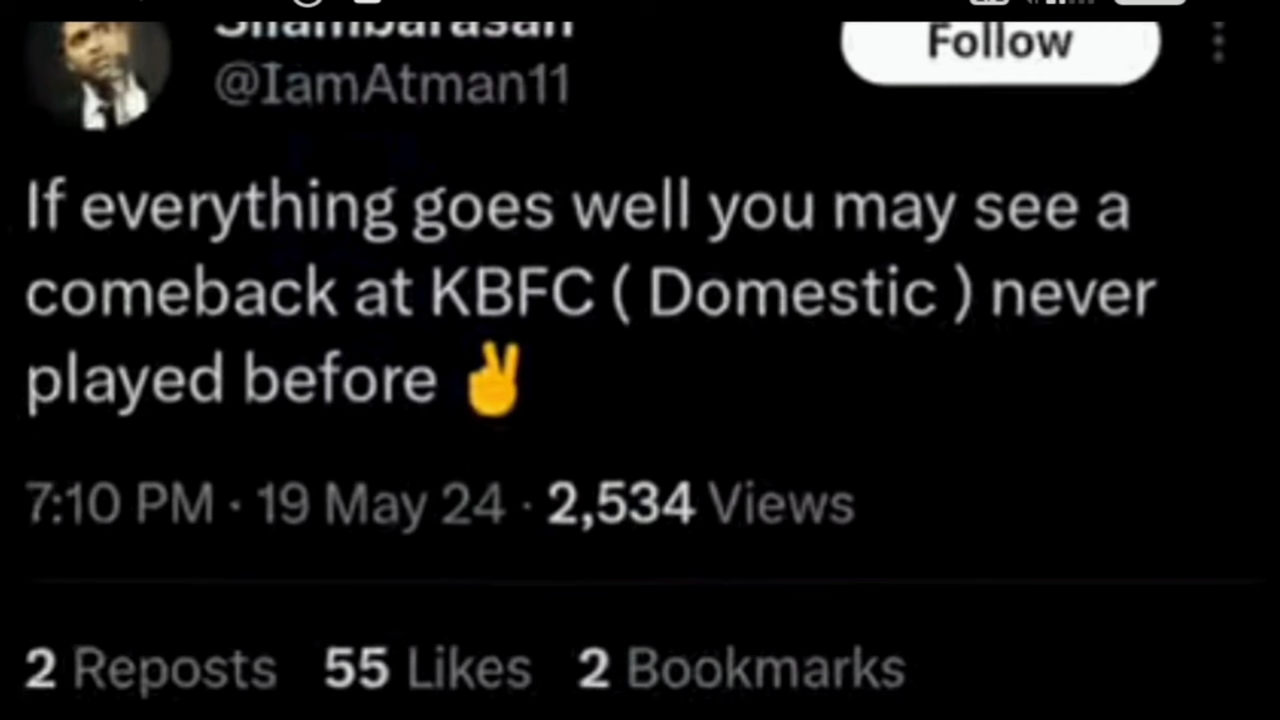 Silambarasan
@IamAtman11
Follow
If everything goes well you may see a
comeback at KBFC ( Domestic ) never
played before ✌️
7:10 PM · 19 May 24 · 2,534 Views
2 Reposts 55 Likes 2 Bookmarks